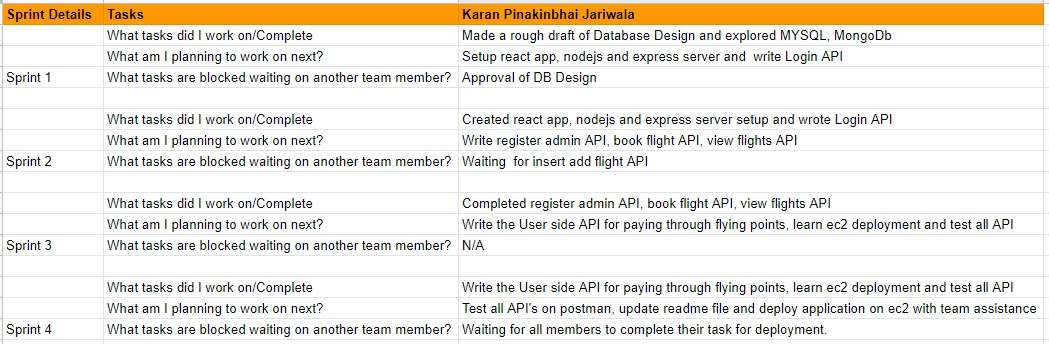 Sprint Details Tasks Karan Pinakinbhai Jariwala
What tasks did I work on/Complete Made a rough draft of Database Design and explored MYSQL, MongoDb
What am I planning to work on next? Setup react app, nodejs and express server and  write Login API
Sprint 1 What tasks are blocked waiting on another team member? Approval of DB Design
What tasks did I work on/Complete Created react app, nodejs and express server setup and wrote Login API
What am I planning to work on next? Write register admin API, book flight API, view flights API
Sprint 2 What tasks are blocked waiting on another team member? Waiting  for insert add flight API
What tasks did I work on/Complete Completed register admin API, book flight API, view flights API
What am I planning to work on next? Write the User side API for paying through flying points, learn ec2 deployment and test all API
Sprint 3 What tasks are blocked waiting on another team member? N/A
What tasks did I work on/Complete Write the User side API for paying through flying points, learn ec2 deployment and test all API
What am I planning to work on next? Test all API's on postman, update readme file and deploy application on ec2 with team assistance
Sprint 4 What tasks are blocked waiting on another team member? Waiting for all members to complete their task for deployment.